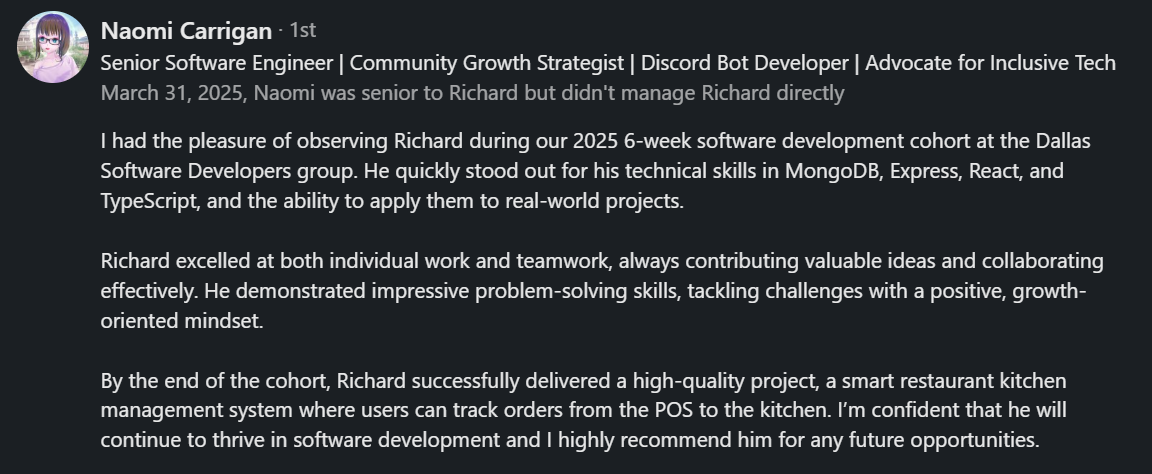 Naomi Carrigan · 1st
Senior Software Engineer | Community Growth Strategist | Discord Bot Developer | Advocate for Inclusive Tech
March 31, 2025, Naomi was senior to Richard but didn't manage Richard directly
I had the pleasure of observing Richard during our 2025 6-week software development cohort at the Dallas
Software Developers group. He quickly stood out for his technical skills in MongoDB, Express, React, and
TypeScript, and the ability to apply them to real-world projects.
Richard excelled at both individual work and teamwork, always contributing valuable ideas and collaborating
effectively. He demonstrated impressive problem-solving skills, tackling challenges with a positive, growth-
oriented mindset.
By the end of the cohort, Richard successfully delivered a high-quality project, a smart restaurant kitchen
management system where users can track orders from the POS to the kitchen. I’m confident that he will
continue to thrive in software development and I highly recommend him for any future opportunities.